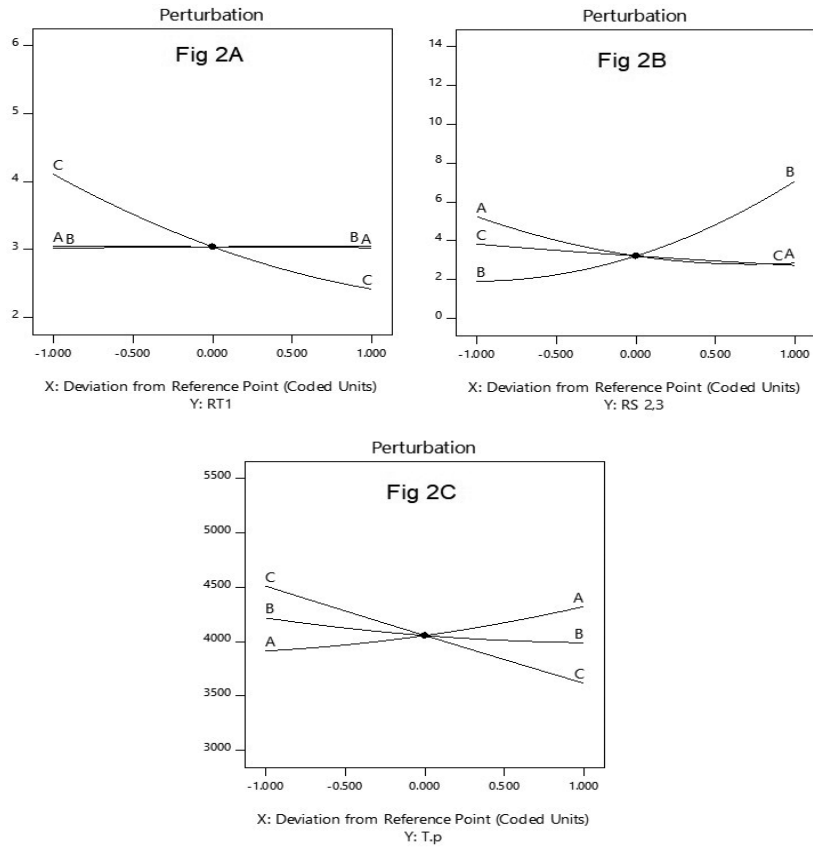 Perturbation
Fig 2A
6
5
4
3
2
C
A B
B A
C
-1.000 -0.500 0.000 0.500 1.000
X: Deviation from Reference Point (Coded Units)
Y: RT1
Perturbation
Fig 2B
14
12
10
8
6
4
2
0
A
C
B
B
C A
-1.000 -0.500 0.000 0.500 1.000
X: Deviation from Reference Point (Coded Units)
Y: RS 2,3
Perturbation
Fig 2C
5500
5000
4500
4000
3500
3000
C
B
A
A
B
C
-1.000 -0.500 0.000 0.500 1.000
X: Deviation from Reference Point (Coded Units)
Y: T.p